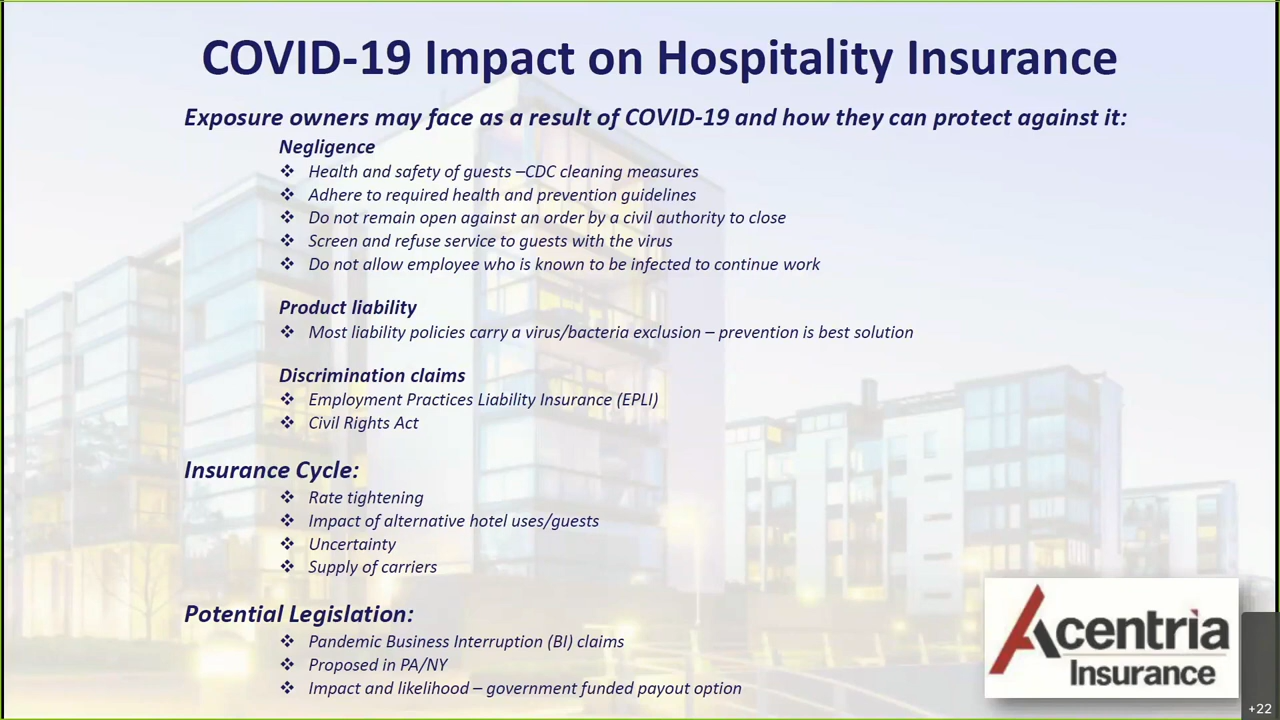 COVID-19 Impact on Hospitality Insurance
Exposure owners may face as a result of COVID-19 and how they can protect against it:
Negligence
❖ Health and safety of guests –CDC cleaning measures
❖ Adhere to required health and prevention guidelines
❖ Do not remain open against an order by a civil authority to close
❖ Screen and refuse service to guests with the virus
❖ Do not allow employee who is known to be infected to continue work
Product liability
❖ Most liability policies carry a virus/bacteria exclusion – prevention is best solution
Discrimination claims
❖ Employment Practices Liability Insurance (EPLI)
❖ Civil Rights Act
Insurance Cycle:
❖ Rate tightening
❖ Impact of alternative hotel uses/guests
❖ Uncertainty
❖ Supply of carriers
Potential Legislation:
❖ Pandemic Business Interruption (BI) claims
❖ Proposed in PA/NY
❖ Impact and likelihood – government funded payout option
Acentria
Insurance
+22